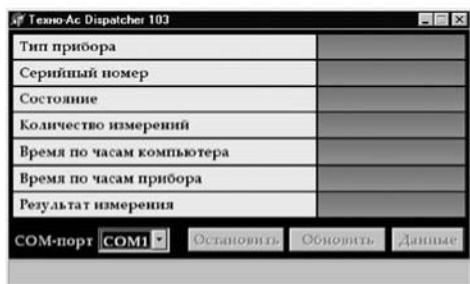 Техно-Ас Dispatcher 103
Тип прибора
Серийный номер
Состояние
Количество измерений
Время по часам компьютера
Время по часам прибора
Результат измерения
COM-порт COM1 Остановить Обновить Данные